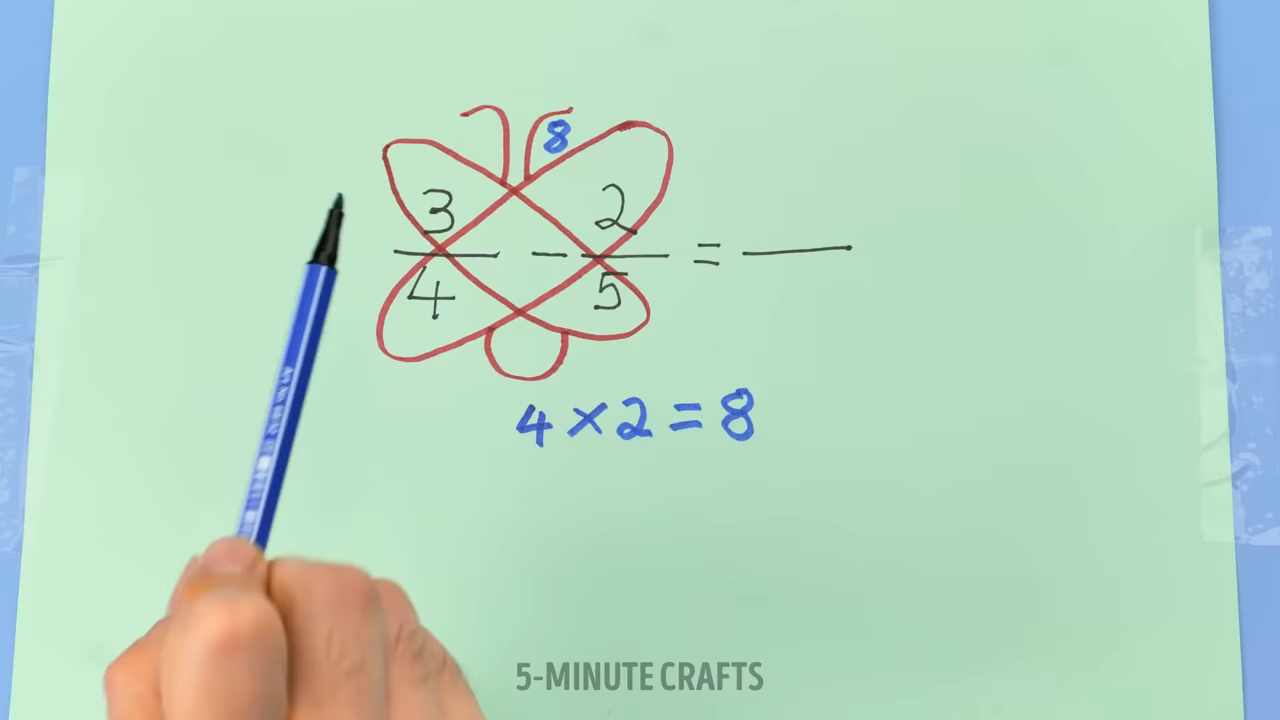 8
3/4 - 2/5 =
4 × 2 = 8
5-MINUTE CRAFTS